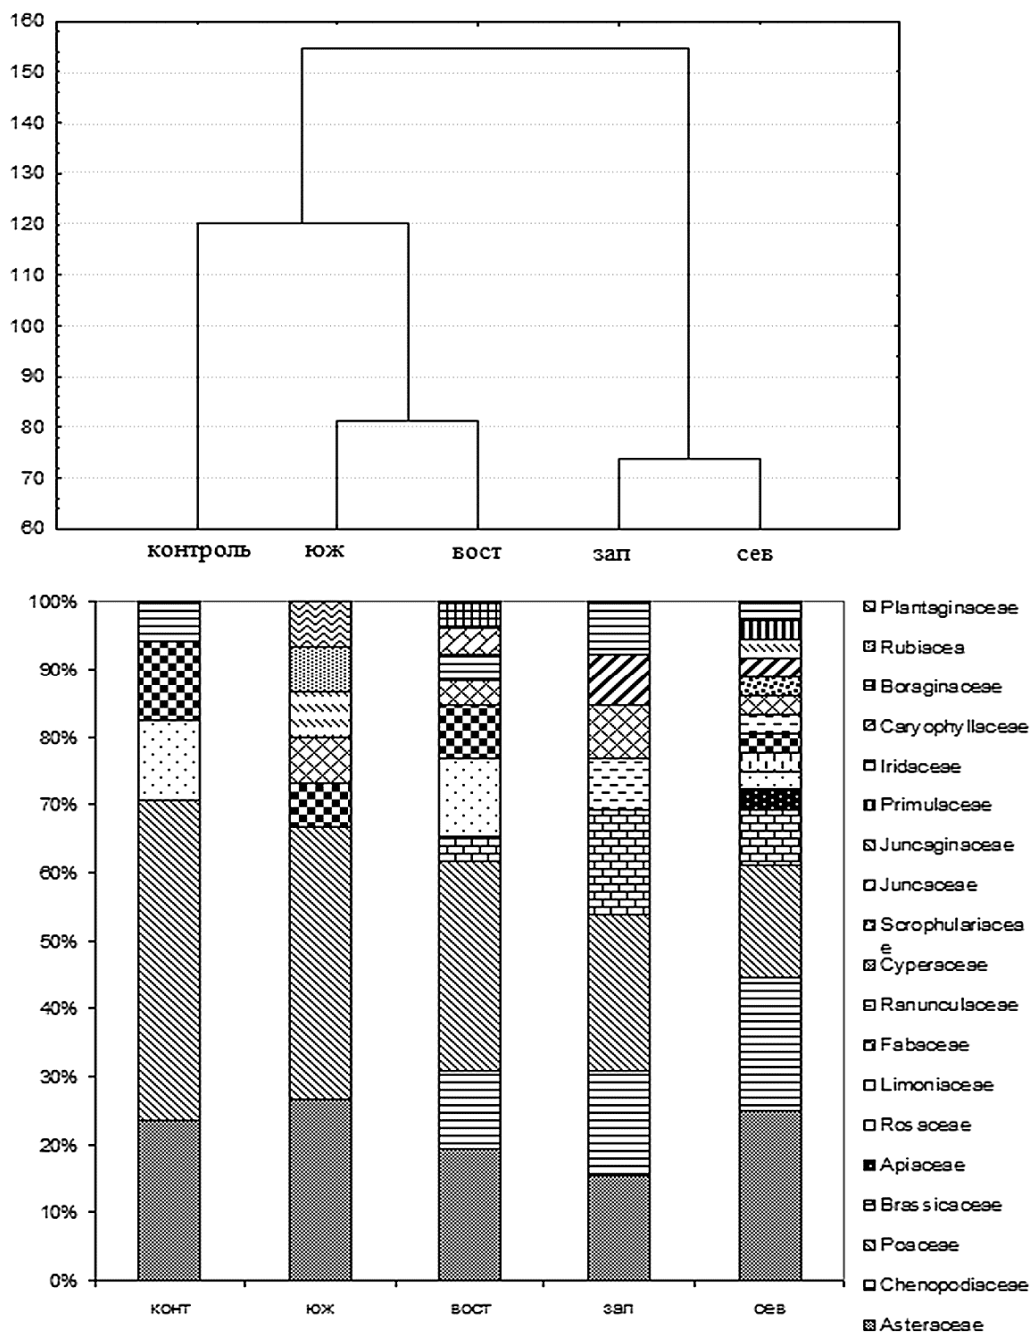 160
150
140
130
120
110
100
90
80
70
60
контроль юж вост зап сев
100%
90%
80%
70%
60%
50%
40%
30%
20%
10%
0%
конт юж вост зап сев
Plantaginaceae
Rubiacea
Boraginaceae
Caryophyllaceae
Iridaceae
Primulaceae
Juncaginaceae
Juncaceae
Scrophulariacea
e
Cyperaceae
Ranunculaceae
Fabaceae
Limoniaceae
Rosaceae
Apiaceae
Brassicaceae
Poaceae
Chenopodiaceae
Asteraceae